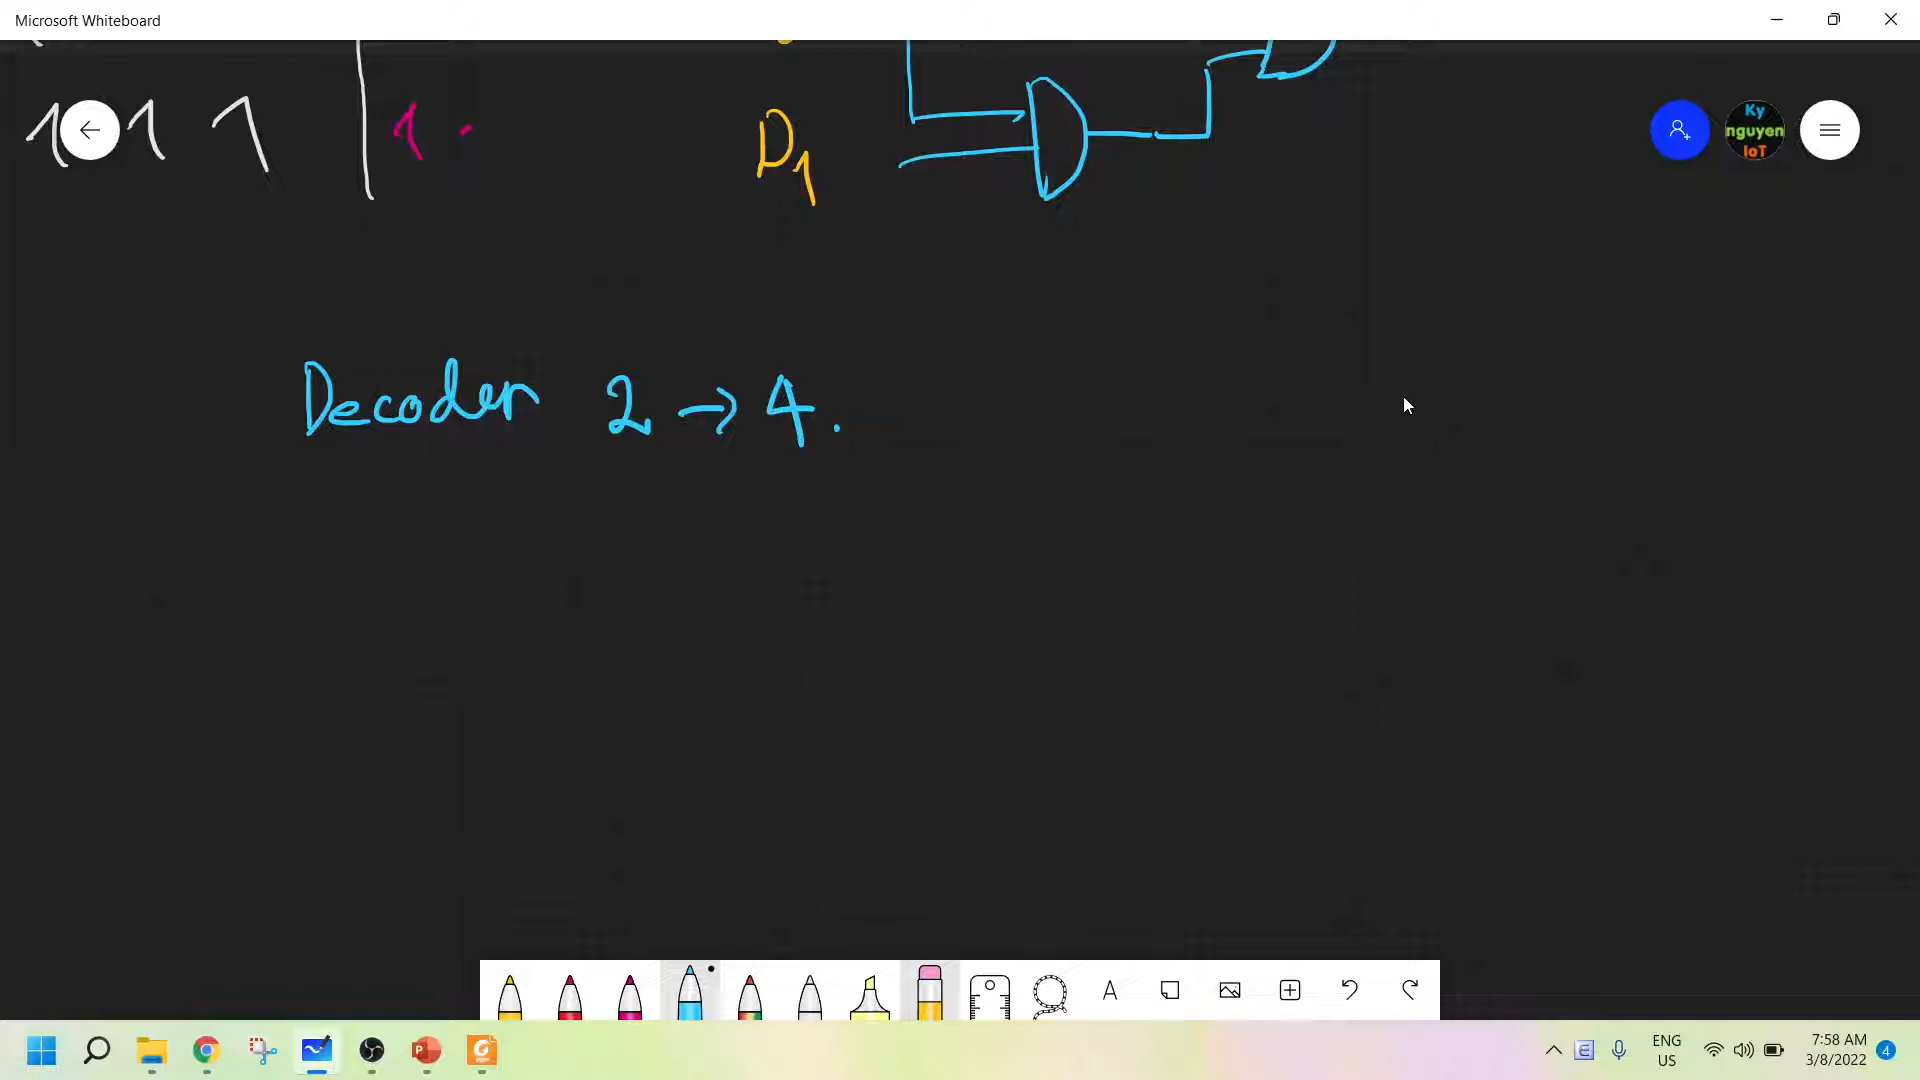 Microsoft Whiteboard
1 1 1 1 .
D1
Ky
nguyen
IoT
Decoder 2 → 4 .
A
ENG
US
7:58 AM
3/8/2022
4